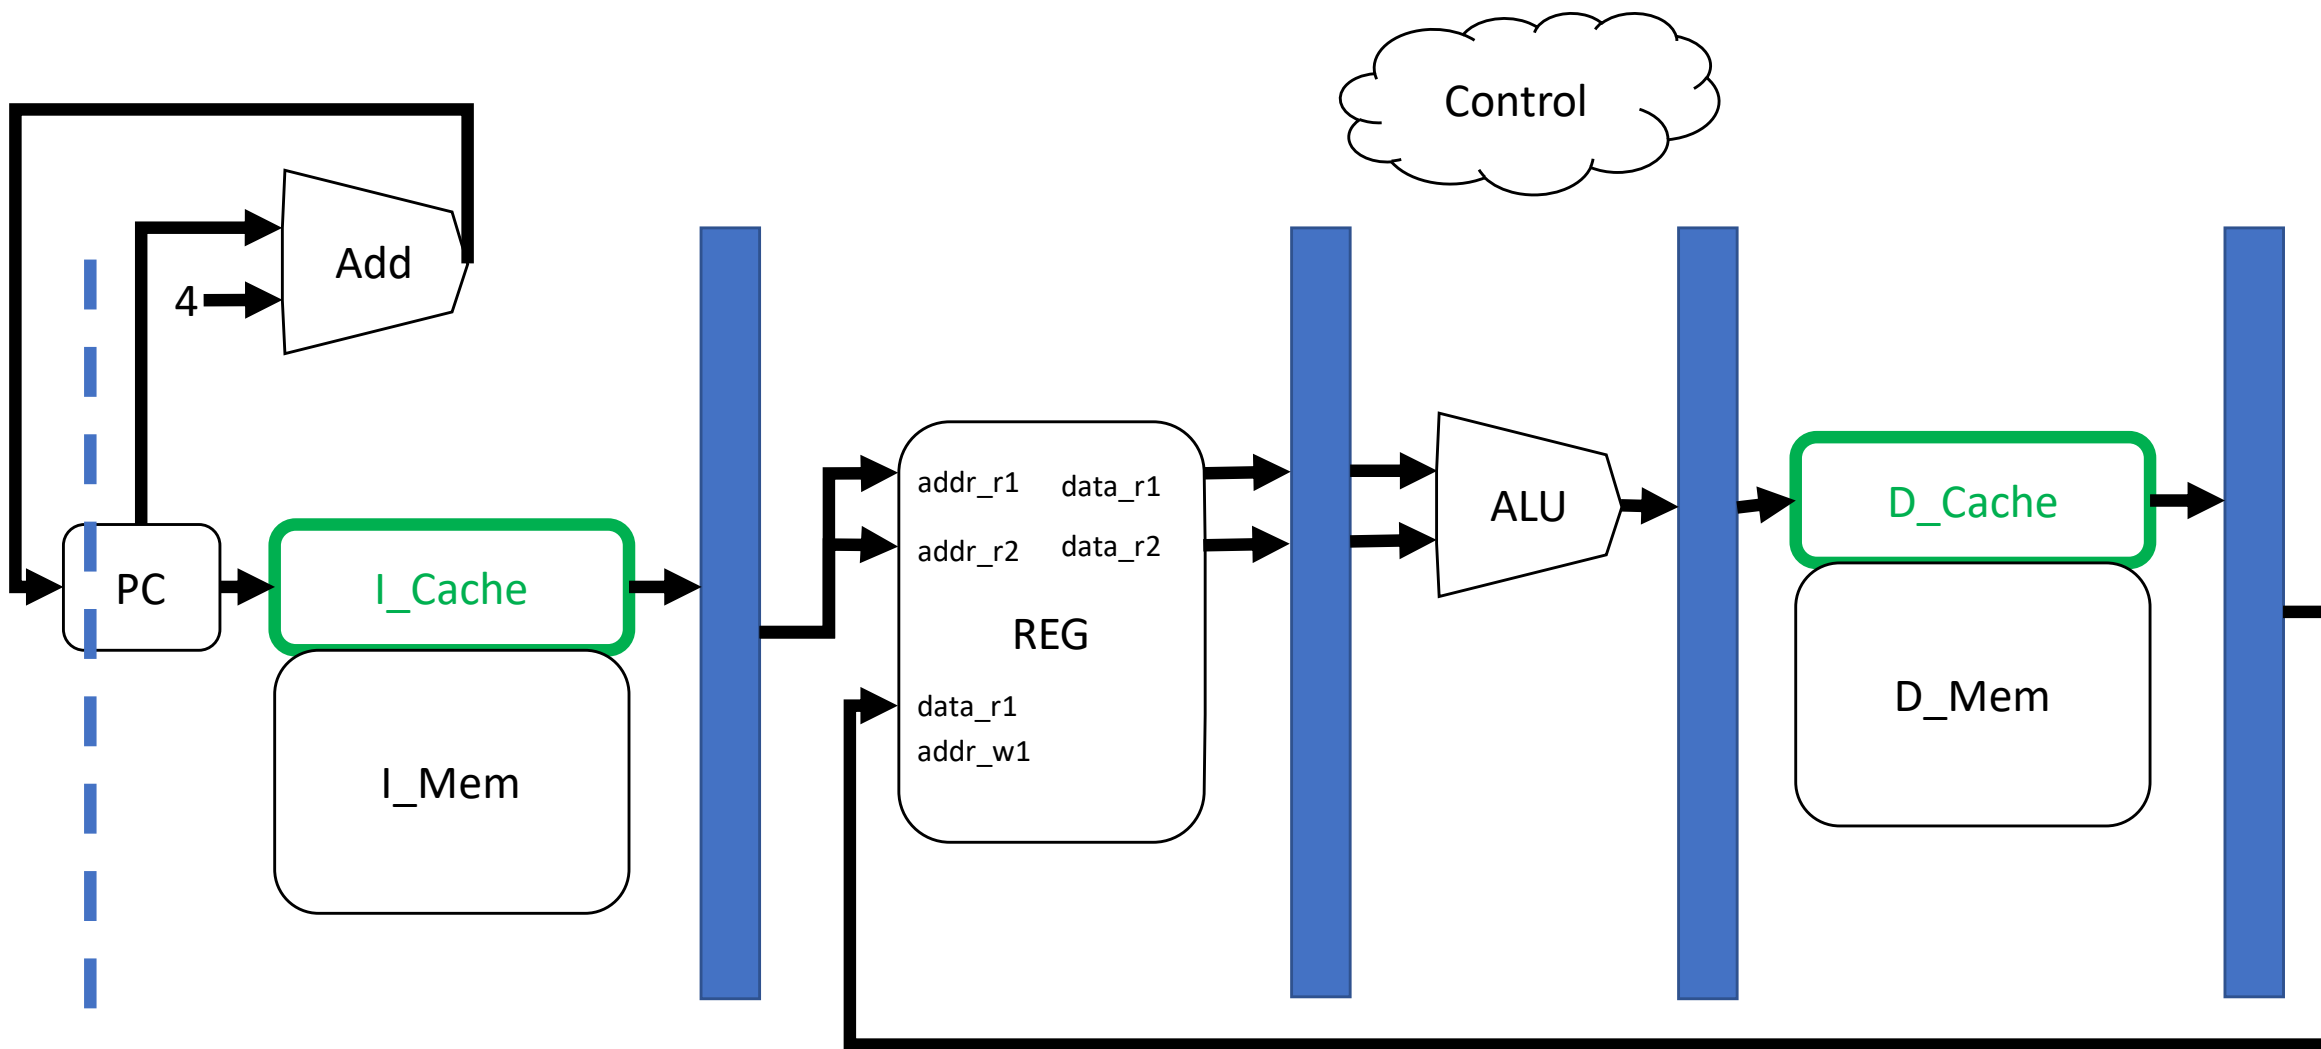 Control
Add
4
PC
I_Cache
I_Mem
addr_r1
data_r1
addr_r2
data_r2
REG
data_r1
addr_w1
ALU
D_Cache
D_Mem